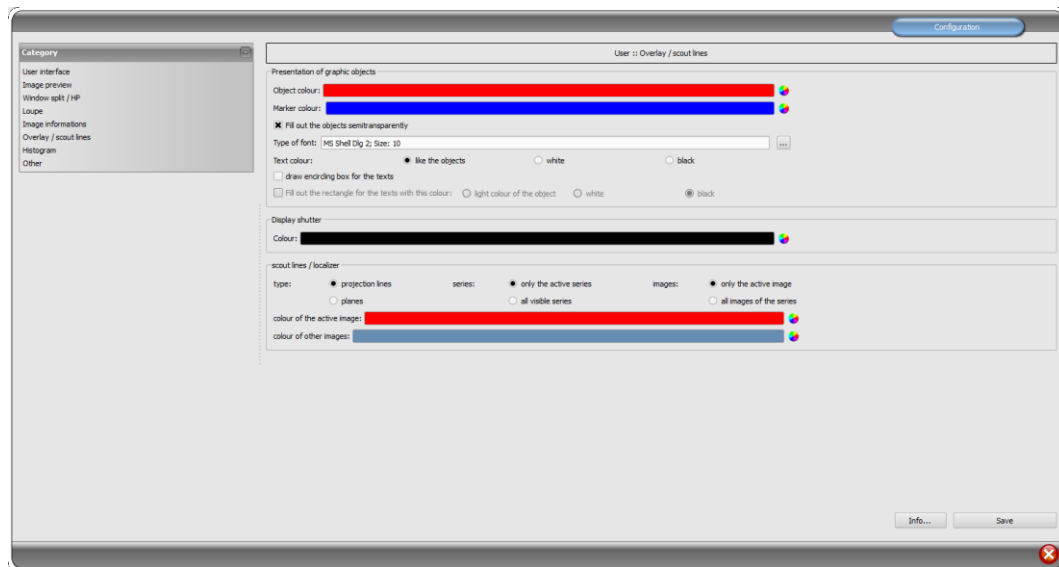 Configuration
Category
User interface
Image preview
Window split / HP
Loupe
Image informations
Overlay / scout lines
Histogram
Other
User :: Overlay / scout lines
Presentation of graphic objects
Object colour:
Marker colour:
Fill out the objects semitransparently
Type of font: MS Shell Dlg 2; Size: 10 ...
Text colour: like the objects white black
draw encircling box for the texts
Fill out the rectangle for the texts with this colour: light colour of the object white black
Display shutter
Colour:
scout lines / localizer
type: projection lines series: only the active series images: only the active image
planes all visible series all images of the series
colour of the active image:
colour of other images:
Info... Save